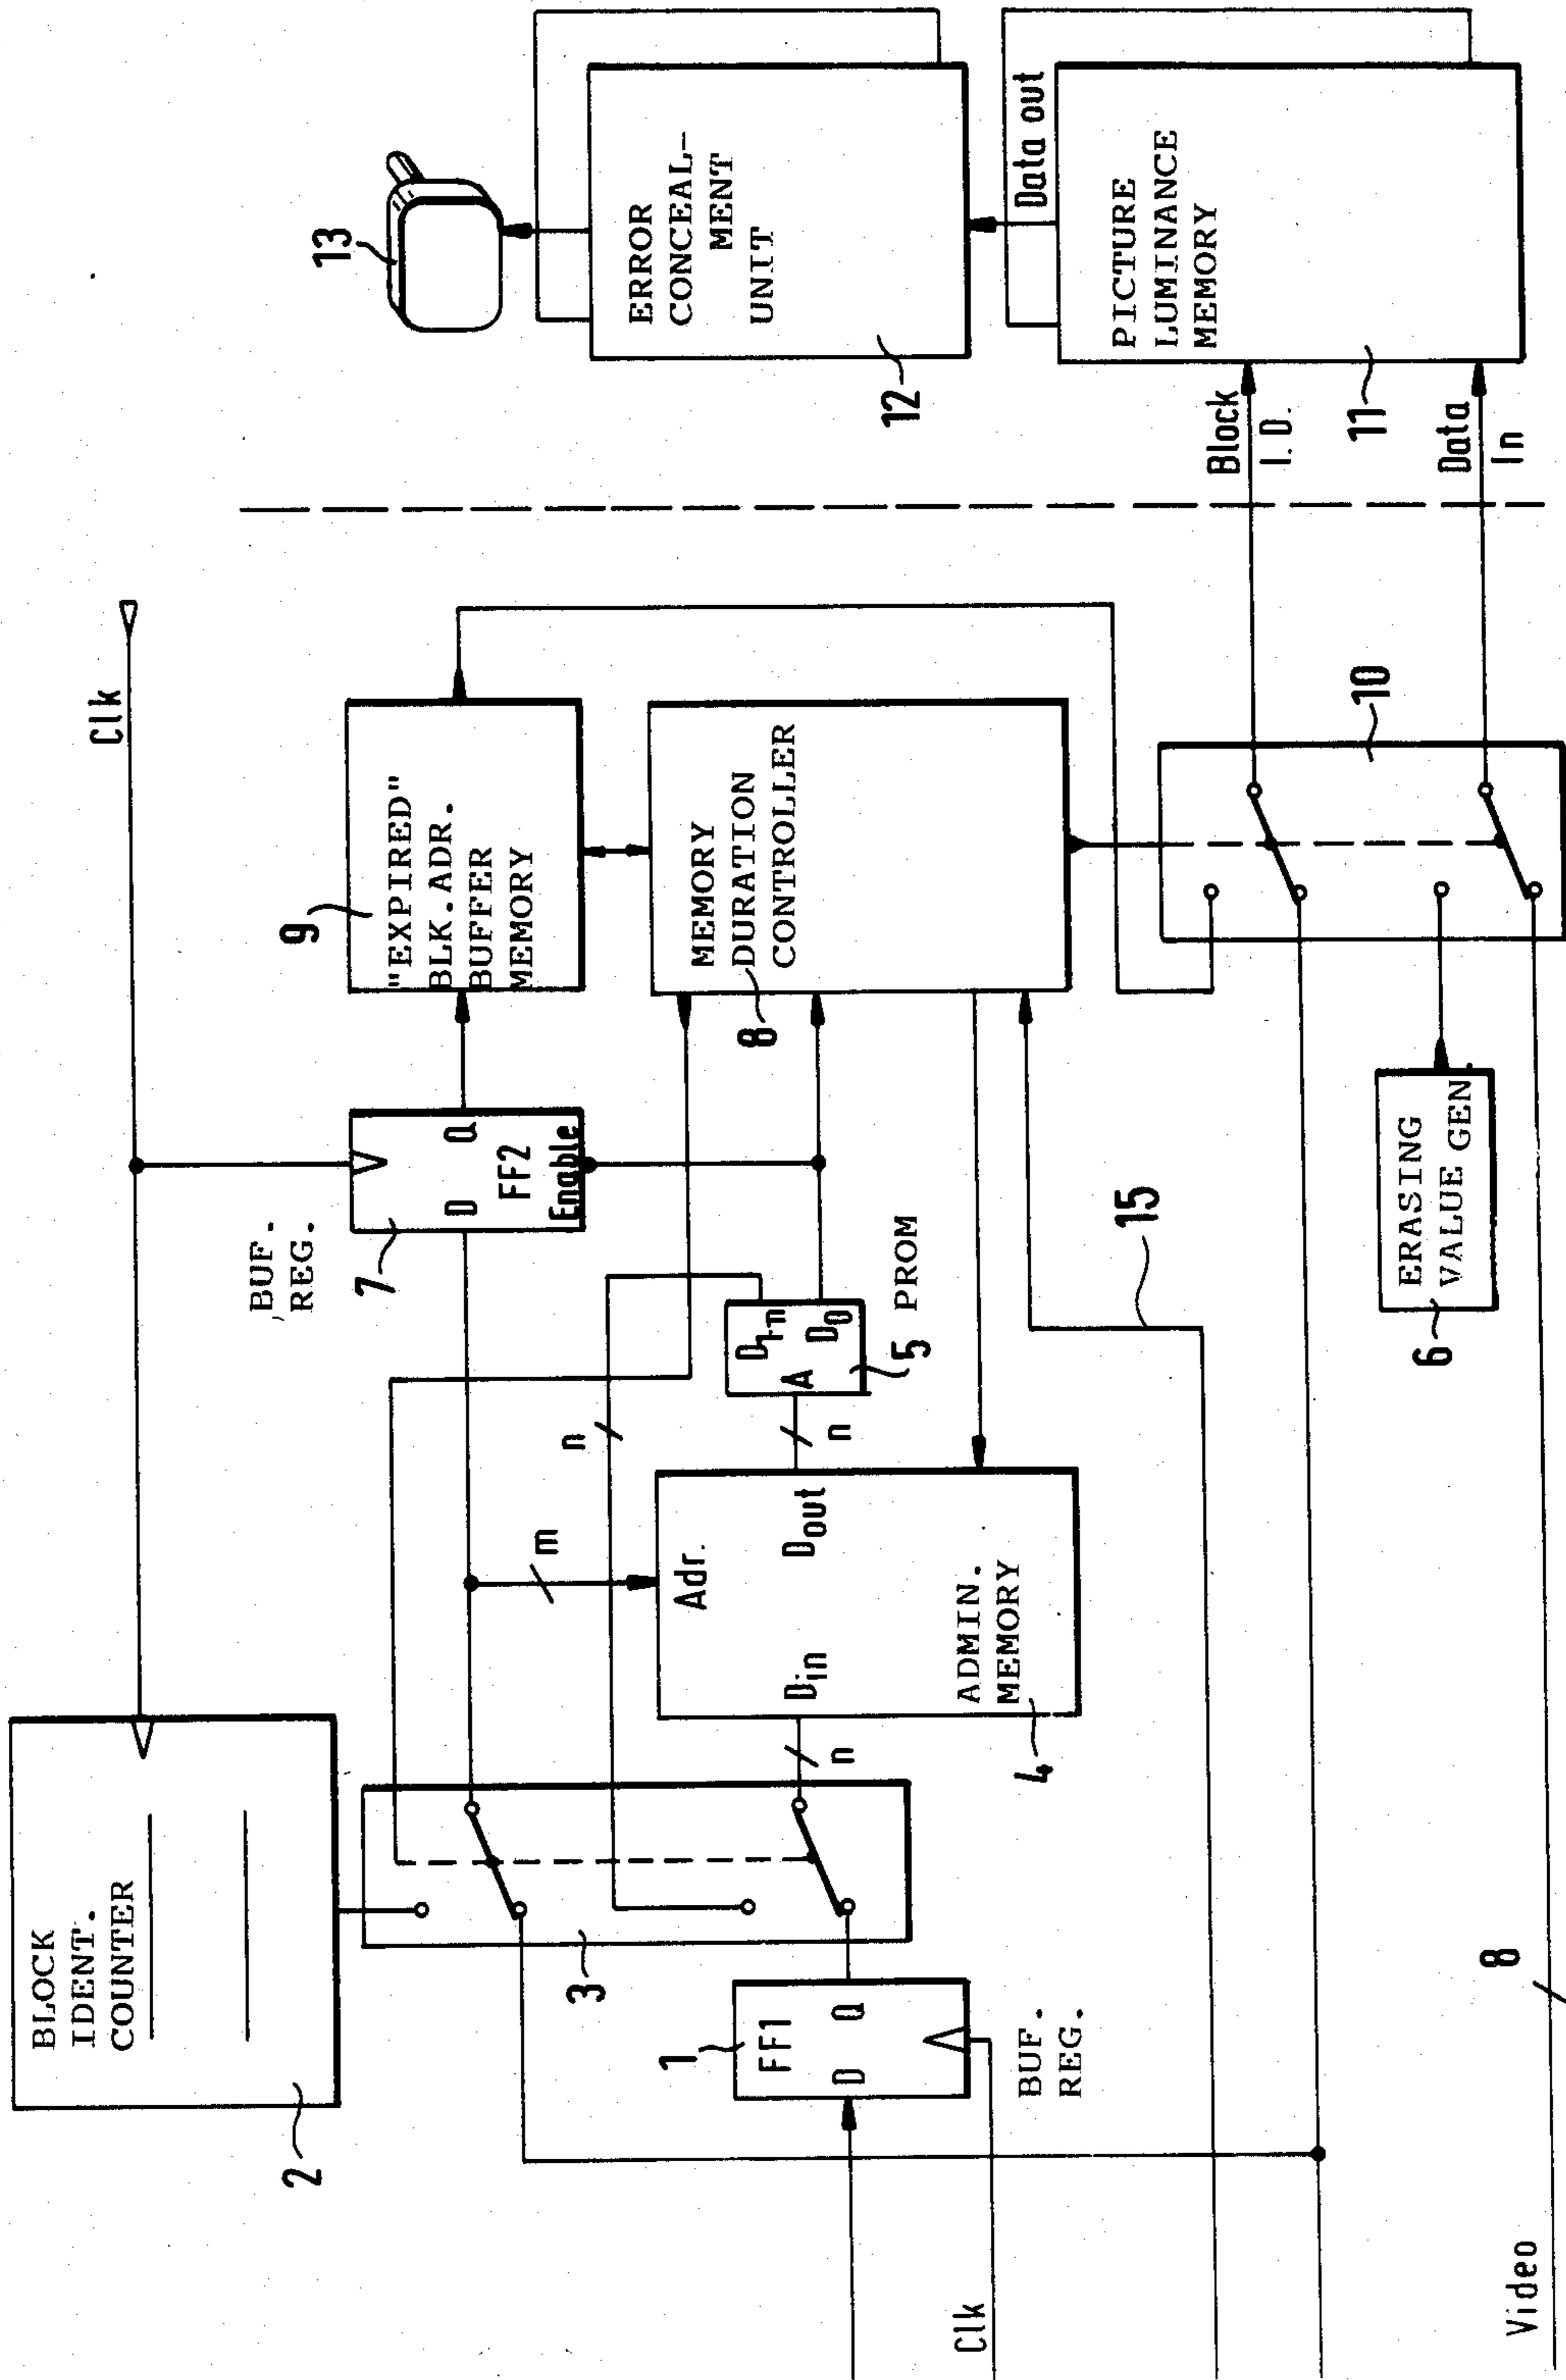 BLOCK
IDENT.
COUNTER
2
Clk
BUF.
REG.
7
D
Q
FF2
Enable
9
"EXPIRED"
BLK.ADR.
BUFFER
MEMORY
13
ERROR
CONCEAL-
MENT
UNIT
12
3
n
m
Adr.
Din
Dout
n
n
ADMIN.
MEMORY
4
D1-n
A
D0
5
PROM
MEMORY
DURATION
CONTROLLER
8
Data out
PICTURE
LUMINANCE
MEMORY
11
1
FF1
D
Q
BUF.
REG.
Clk
15
Block
I.D.
Data
In
10
ERASING
VALUE GEN.
6
8
Video